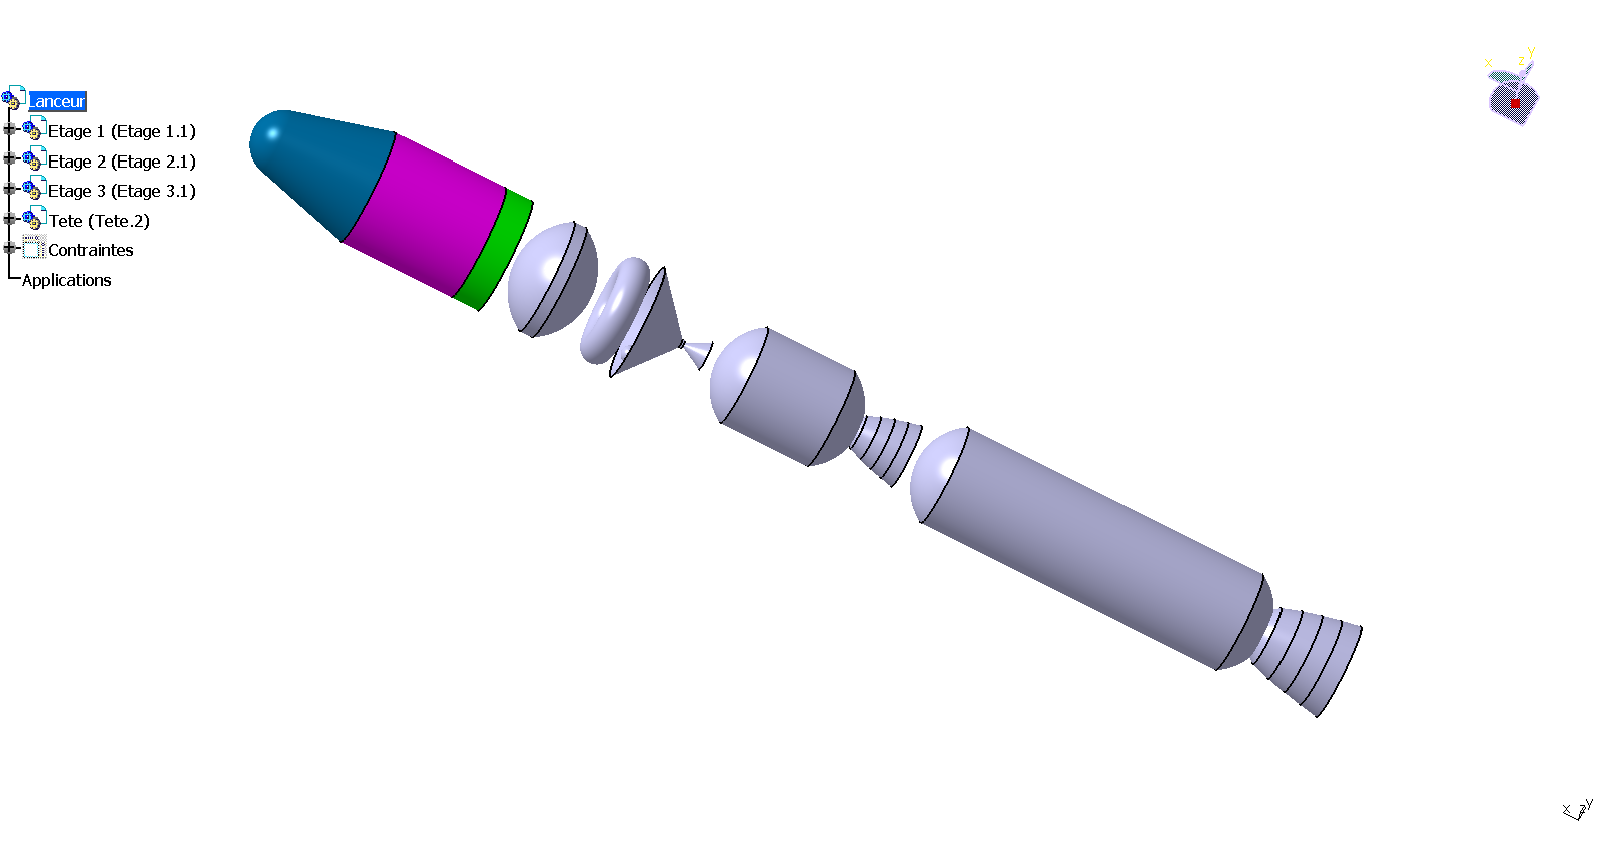 Lanceur
Etage 1 (Etage 1.1)
Etage 2 (Etage 2.1)
Etage 3 (Etage 3.1)
Tete (Tete.2)
Contraintes
Applications
x z y
x z y